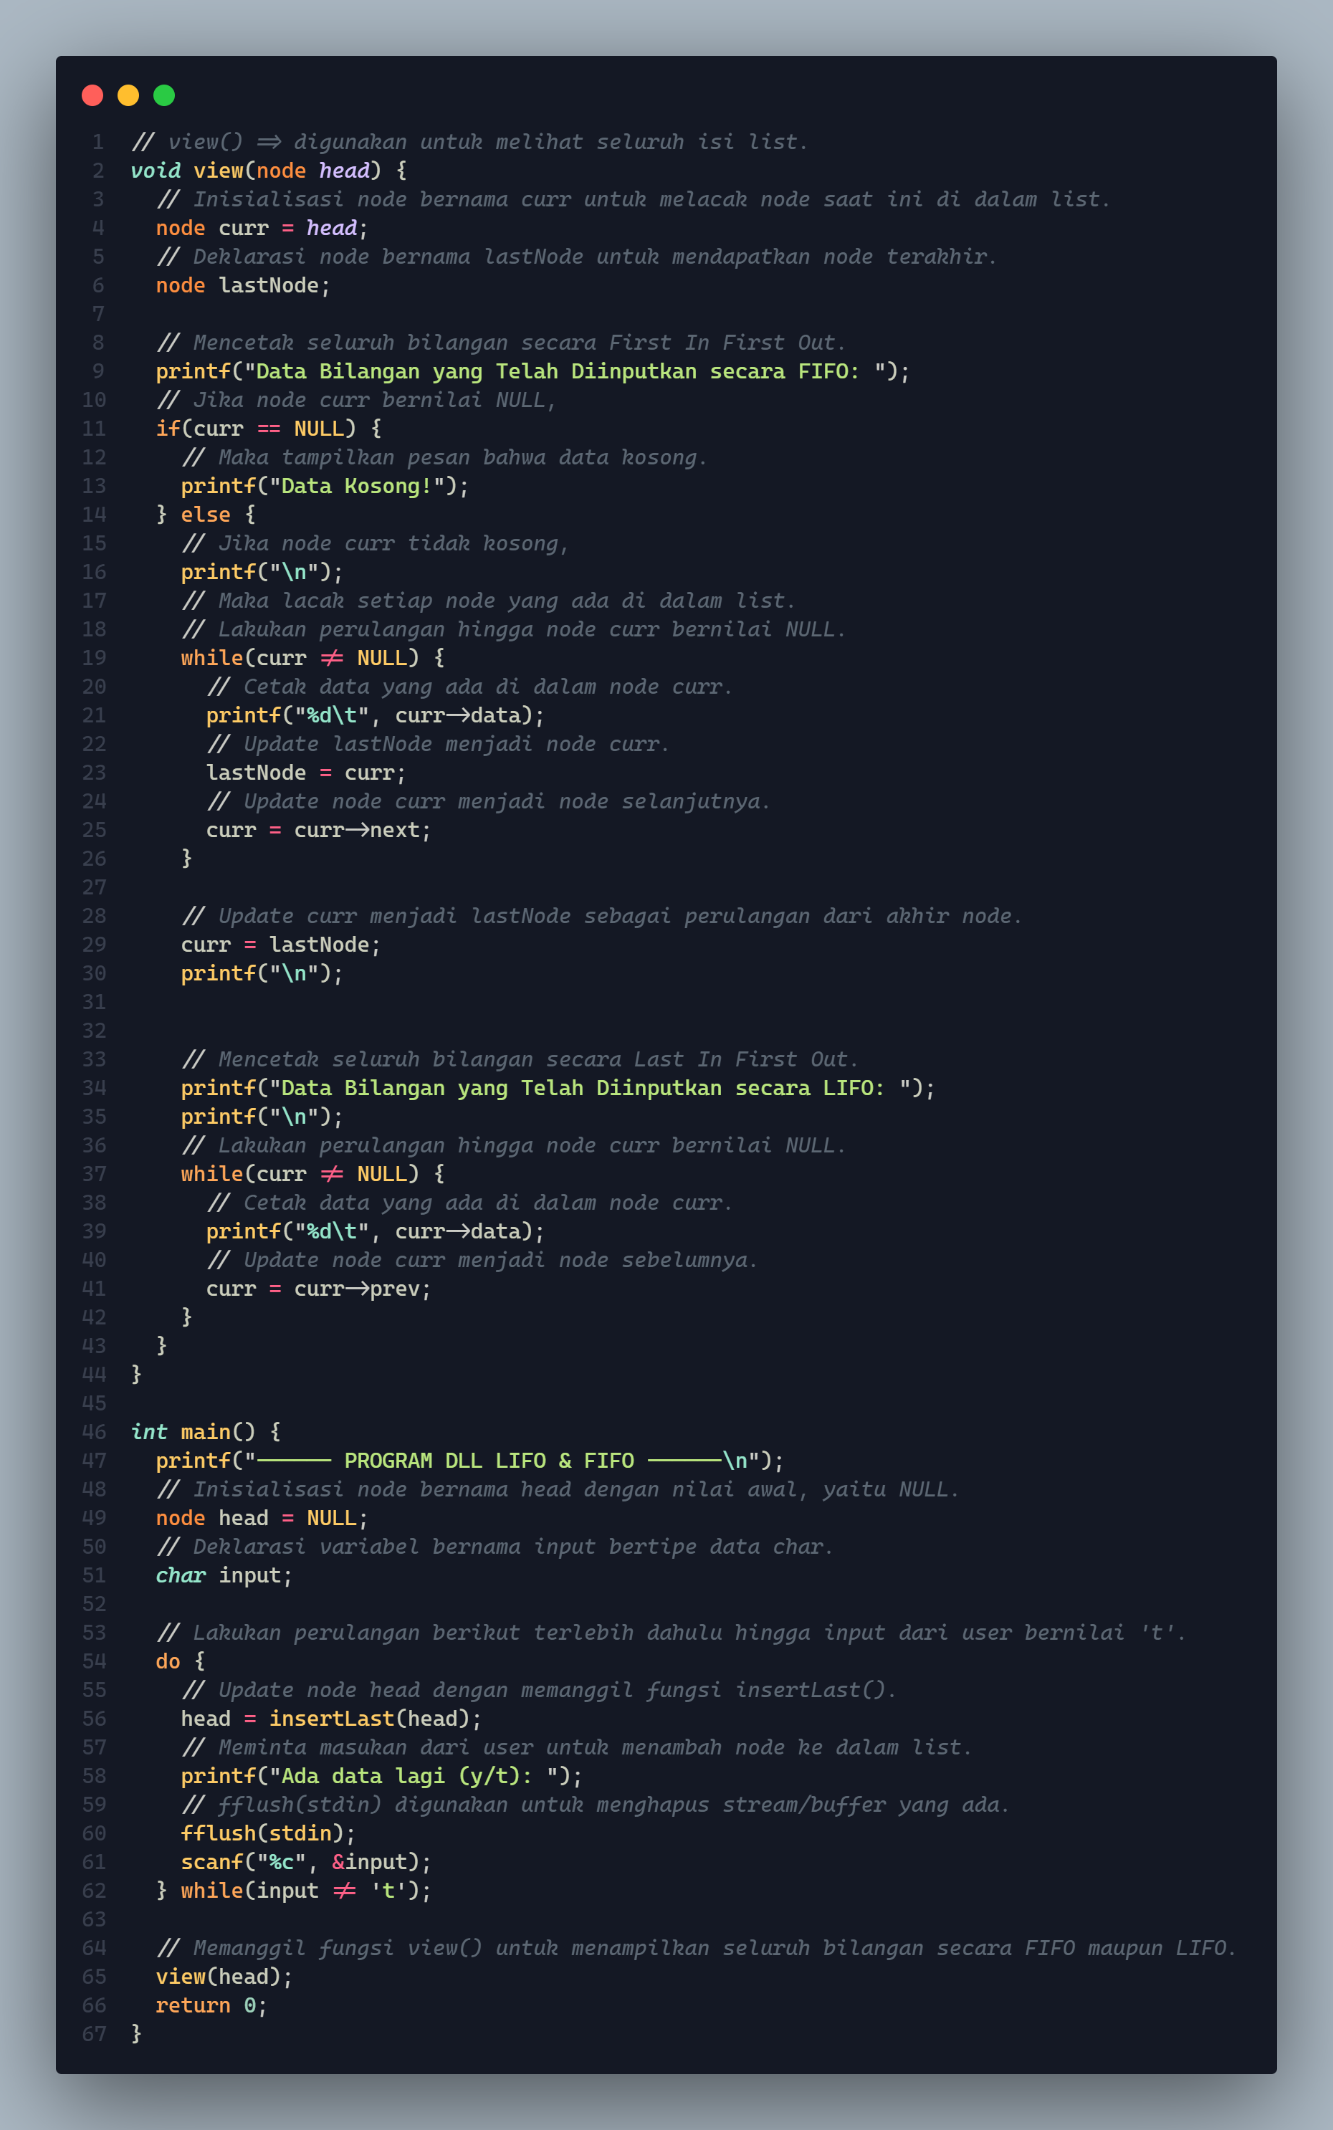 1 // view() => digunakan untuk melihat seluruh isi list.
2 void view(node head) {
3   // Inisialisasi node bernama curr untuk melacak node saat ini di dalam list.
4   node curr = head;
5   // Deklarasi node bernama lastNode untuk mendapatkan node terakhir.
6   node lastNode;
7
8   // Mencetak seluruh bilangan secara First In First Out.
9   printf("Data Bilangan yang Telah Diinputkan secara FIFO: ");
10   // Jika node curr bernilai NULL,
11   if(curr == NULL) {
12     // Maka tampilkan pesan bahwa data kosong.
13     printf("Data Kosong!");
14   } else {
15     // Jika node curr tidak kosong,
16     printf("\n");
17     // Maka lacak setiap node yang ada di dalam list.
18     // Lakukan perulangan hingga node curr bernilai NULL.
19     while(curr != NULL) {
20       // Cetak data yang ada di dalam node curr.
21       printf("%d\t", curr->data);
22       // Update lastNode menjadi node curr.
23       lastNode = curr;
24       // Update node curr menjadi node selanjutnya.
25       curr = curr->next;
26     }
27
28     // Update curr menjadi lastNode sebagai perulangan dari akhir node.
29     curr = lastNode;
30     printf("\n");
31
32
33     // Mencetak seluruh bilangan secara Last In First Out.
34     printf("Data Bilangan yang Telah Diinputkan secara LIFO: ");
35     printf("\n");
36     // Lakukan perulangan hingga node curr bernilai NULL.
37     while(curr != NULL) {
38       // Cetak data yang ada di dalam node curr.
39       printf("%d\t", curr->data);
40       // Update node curr menjadi node sebelumnya.
41       curr = curr->prev;
42     }
43   }
44 }
45
46 int main() {
47   printf("------ PROGRAM DLL LIFO & FIFO ------\n");
48   // Inisialisasi node bernama head dengan nilai awal, yaitu NULL.
49   node head = NULL;
50   // Deklarasi variabel bernama input bertipe data char.
51   char input;
52
53   // Lakukan perulangan berikut terlebih dahulu hingga input dari user bernilai 't'.
54   do {
55     // Update node head dengan memanggil fungsi insertLast().
56     head = insertLast(head);
57     // Meminta masukan dari user untuk menambah node ke dalam list.
58     printf("Ada data lagi (y/t): ");
59     // fflush(stdin) digunakan untuk menghapus stream/buffer yang ada.
60     fflush(stdin);
61     scanf("%c", &input);
62   } while(input != 't');
63
64   // Memanggil fungsi view() untuk menampilkan seluruh bilangan secara FIFO maupun LIFO.
65   view(head);
66   return 0;
67 }